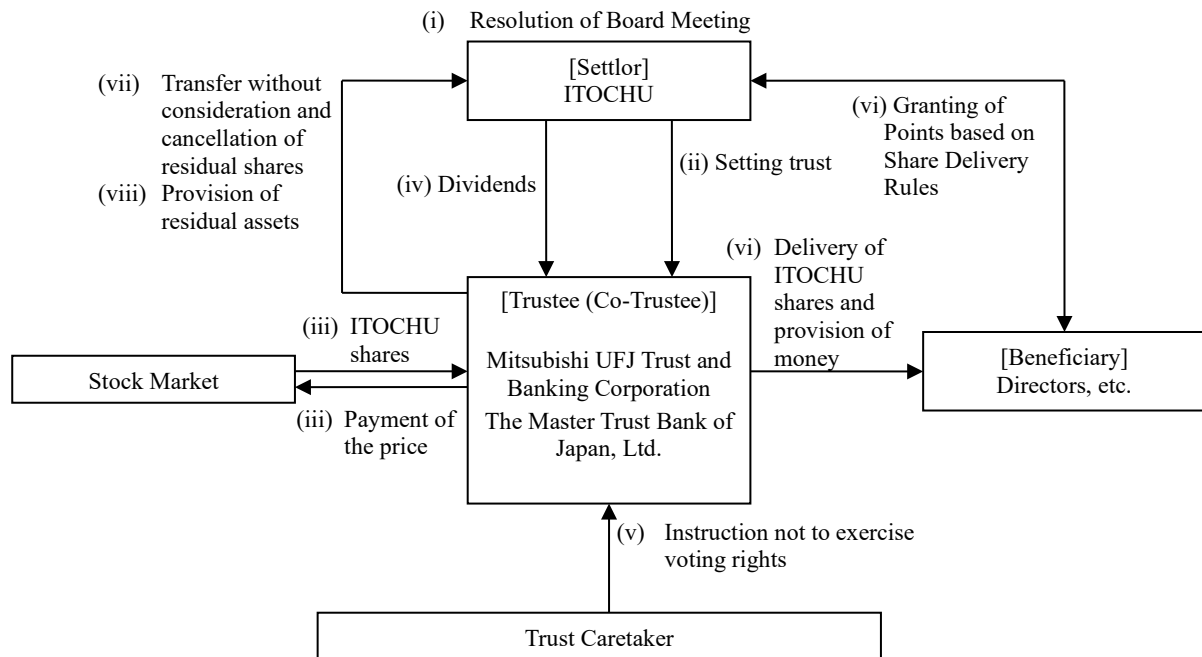 (i) Resolution of Board Meeting
[Settlor]
ITOCHU
(vii) Transfer without
consideration and
cancellation of
residual shares
(viii) Provision of
residual assets
(iv) Dividends
(ii) Setting trust
(vi) Granting of
Points based on
Share Delivery
Rules
(vi) Delivery of
ITOCHU
shares and
provision of
money
[Trustee (Co-Trustee)]
Mitsubishi UFJ Trust and
Banking Corporation
The Master Trust Bank of
Japan, Ltd.
(iii) ITOCHU
shares
Stock Market
(iii) Payment of
the price
[Beneficiary]
Directors, etc.
(v) Instruction not to exercise
voting rights
Trust Caretaker